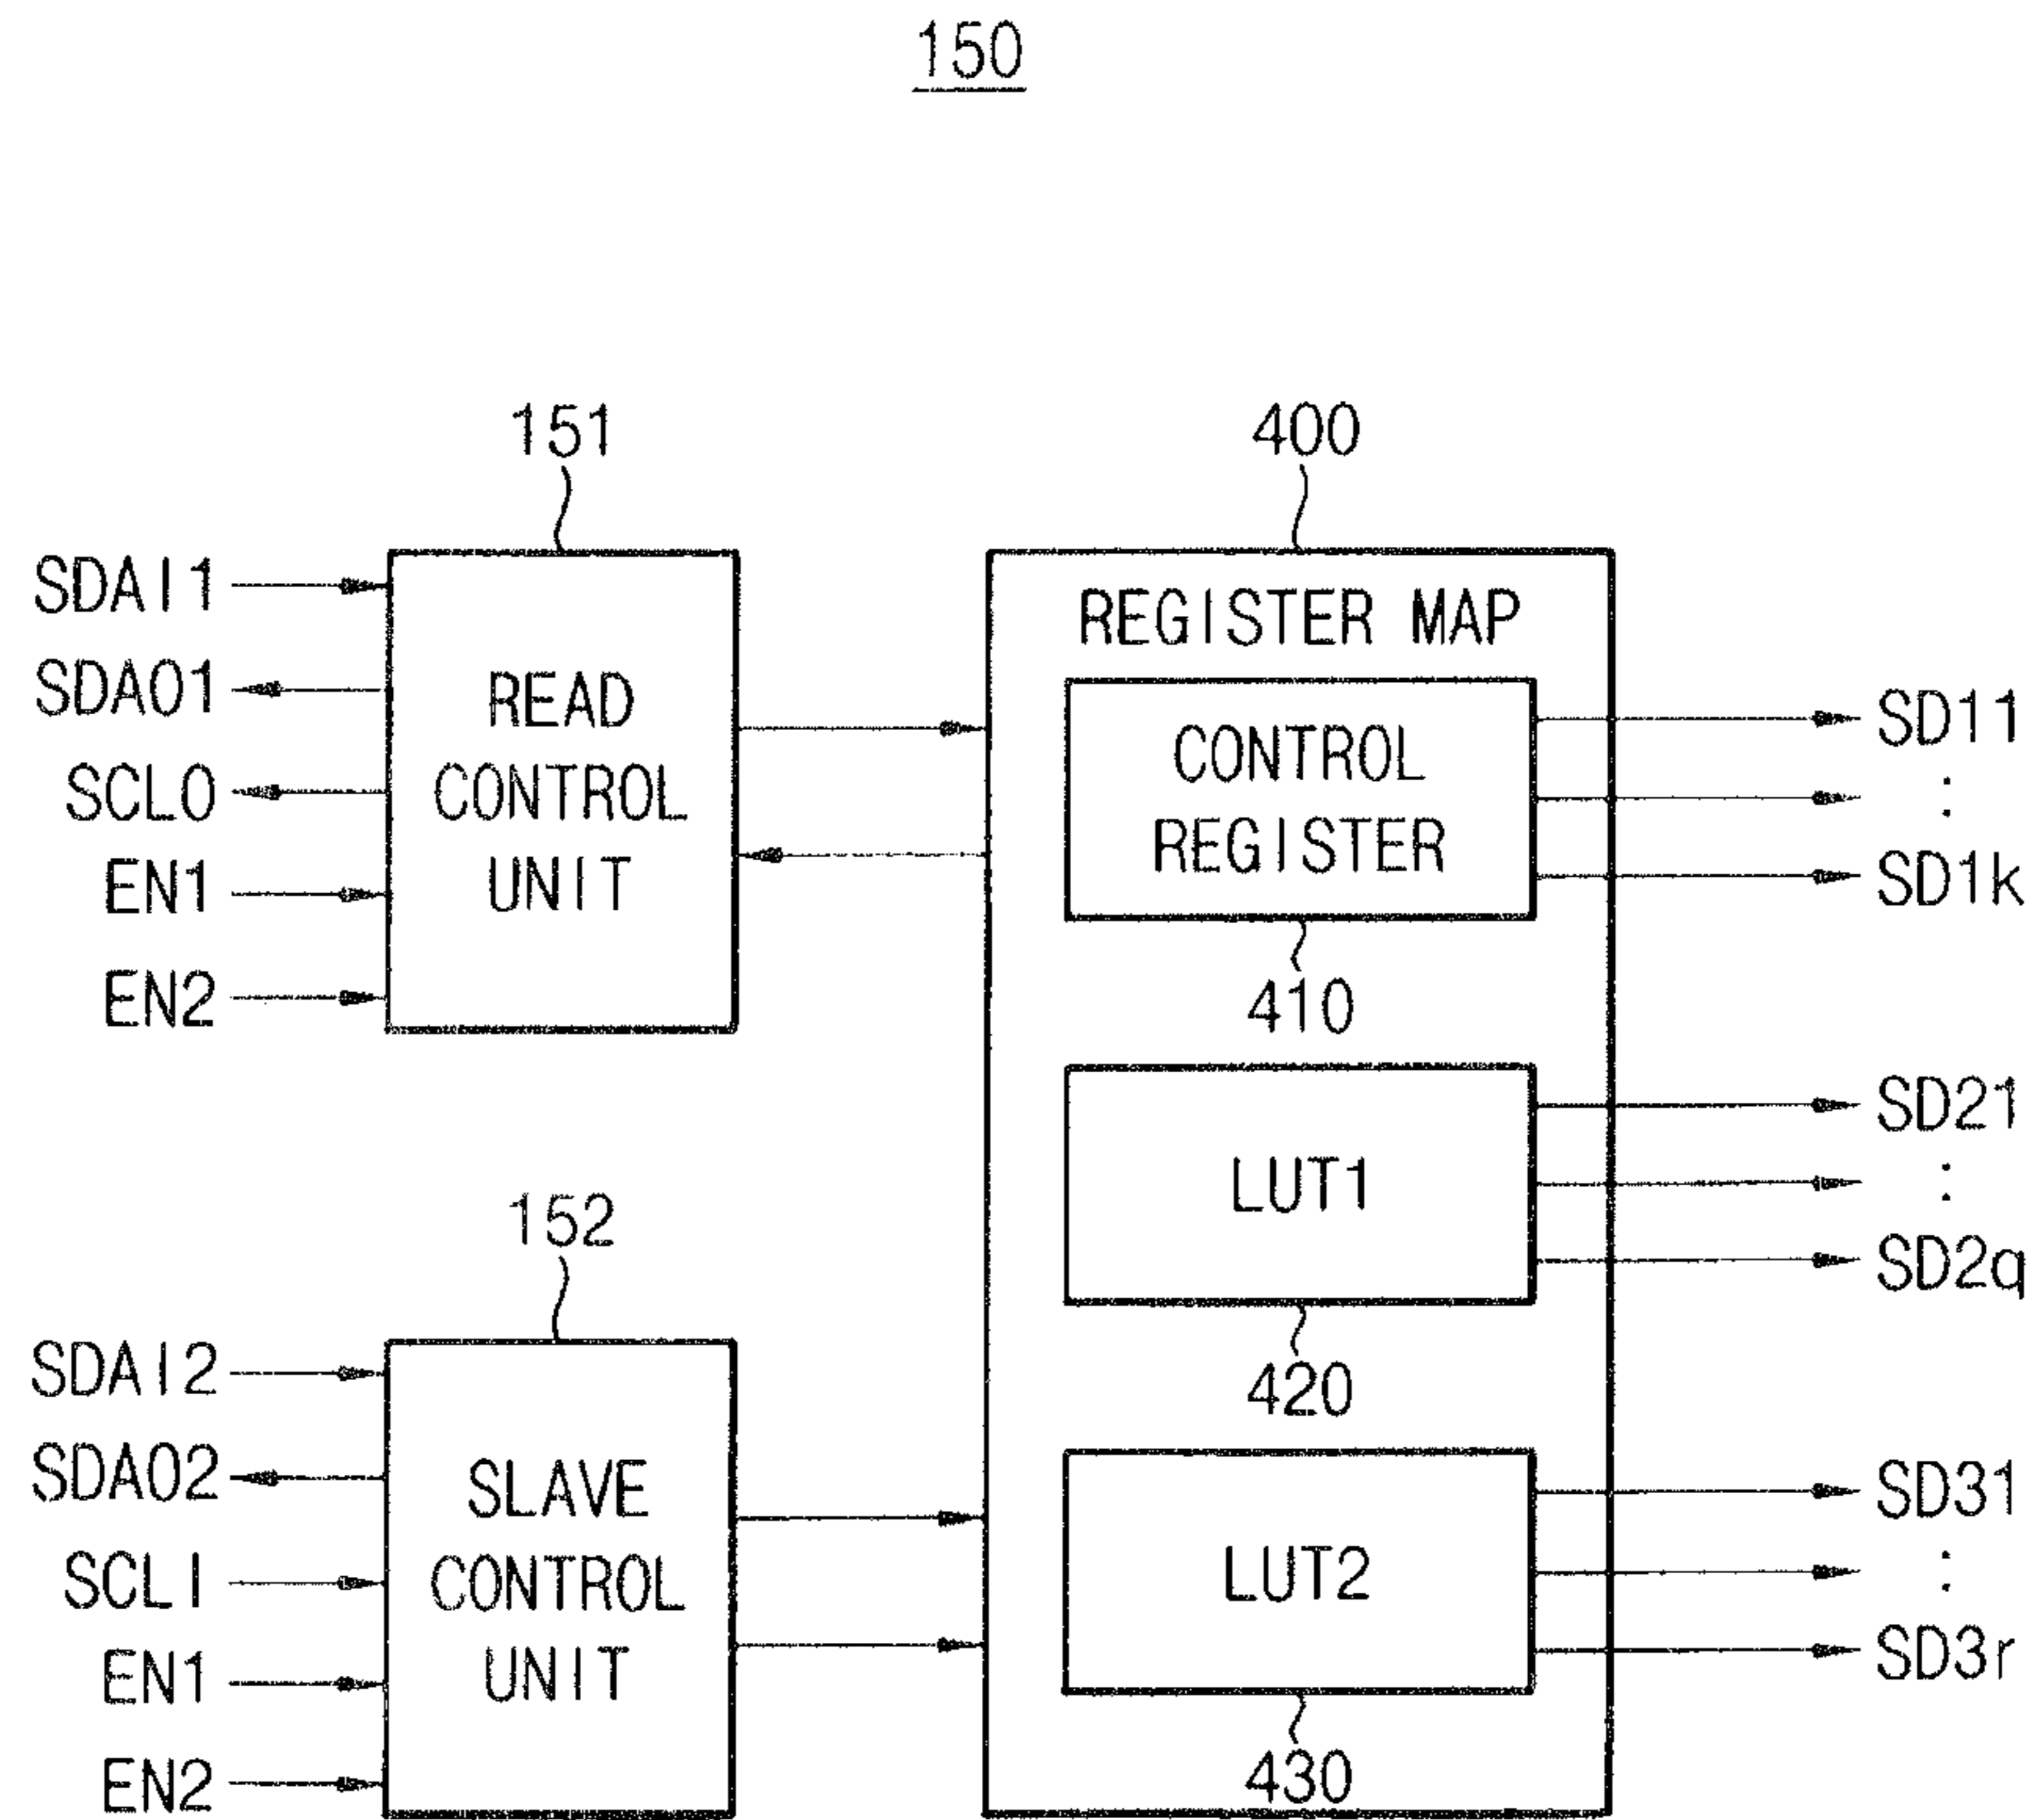 150
151
400
SDAI1
SDAO1
SCLO
EN1
EN2
READ
CONTROL
UNIT
REGISTER MAP
CONTROL
REGISTER
410
SD11
:
SD1k
LUT1
420
SD21
:
SD2q
152
SDAI2
SDAO2
SCLI
EN1
EN2
SLAVE
CONTROL
UNIT
LUT2
430
SD31
:
SD3r